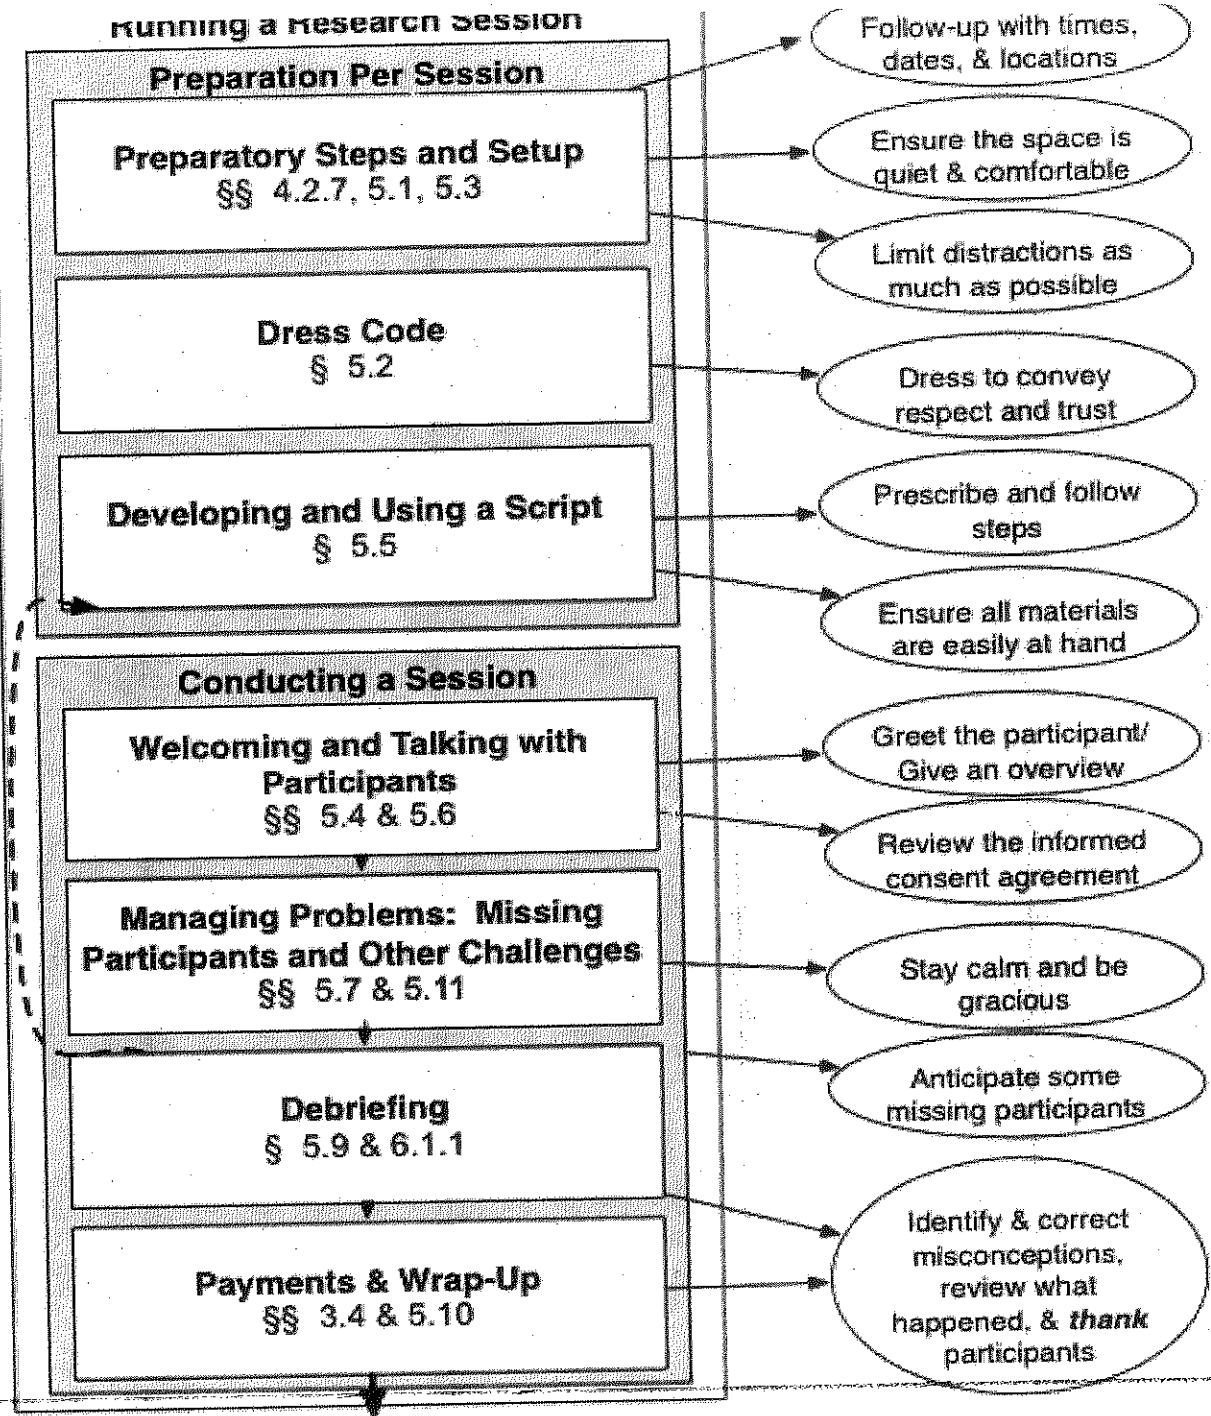 Running a Research Session
Preparation Per Session
Preparatory Steps and Setup
§§ 4.2.7, 5.1, 5.3
Dress Code
§ 5.2
Developing and Using a Script
§ 5.5
Conducting a Session
Welcoming and Talking with
Participants
§§ 5.4 & 5.6
Managing Problems: Missing
Participants and Other Challenges
§§ 5.7 & 5.11
Debriefing
§ 5.9 & 6.1.1
Payments & Wrap-Up
§§ 3.4 & 5.10
Follow-up with times,
dates, & locations
Ensure the space is
quiet & comfortable
Limit distractions as
much as possible
Dress to convey
respect and trust
Prescribe and follow
steps
Ensure all materials
are easily at hand
Greet the participant/
Give an overview
Review the informed
consent agreement
Stay calm and be
gracious
Anticipate some
missing participants
Identify & correct
misconceptions,
review what
happened, & thank
participants